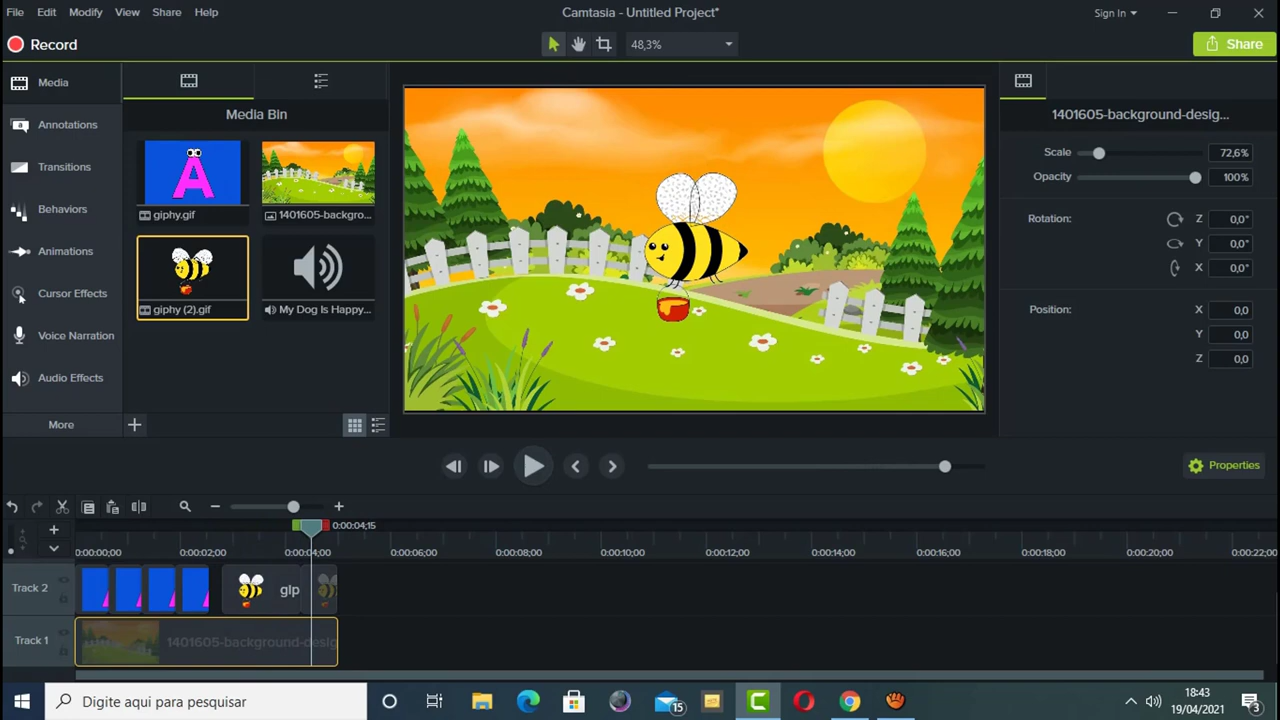 File Edit Modify View Share Help
Camtasia - Untitled Project*
Sign In
Record
48,3%
Share
Media
Annotations
Transitions
Behaviors
Animations
Cursor Effects
Voice Narration
Audio Effects
More
Media Bin
giphy.gif
1401605-backgro...
giphy (2).gif
My Dog Is Happy...
A
1401605-background-desig...
Scale 72,6%
Opacity 100%
Rotation: Z 0,0°
Y 0,0°
X 0,0°
Position: X 0,0
Y 0,0
Z 0,0
Properties
0:00:04;15
0:00:00;00 0:00:02;00 0:00:04;00 0:00:06;00 0:00:08;00 0:00:10;00 0:00:12;00 0:00:14;00 0:00:16;00 0:00:18;00 0:00:20;00 0:00:22;00
Track 2
gip
Track 1
1401605-background-desig
Digite aqui para pesquisar
15
18:43
19/04/2021
3